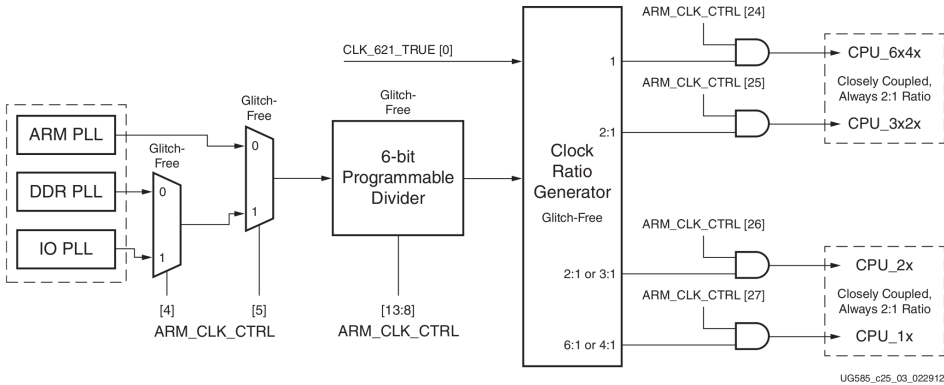 ARM_CLK_CTRL [24]
CLK_621_TRUE [0]
1
CPU_6x4x
ARM_CLK_CTRL [25]
Closely Coupled,
Always 2:1 Ratio
2:1
CPU_3x2x
Glitch-
Free
Glitch-
Free
ARM PLL
Glitch-
Free
0
6-bit
Programmable
Divider
Clock
Ratio
Generator
Glitch-Free
DDR PLL
0
1
IO PLL
1
ARM_CLK_CTRL [26]
2:1 or 3:1
CPU_2x
ARM_CLK_CTRL [27]
Closely Coupled,
Always 2:1 Ratio
6:1 or 4:1
CPU_1x
[4]
[5]
ARM_CLK_CTRL
[13:8]
ARM_CLK_CTRL
UG585_c25_03_022912